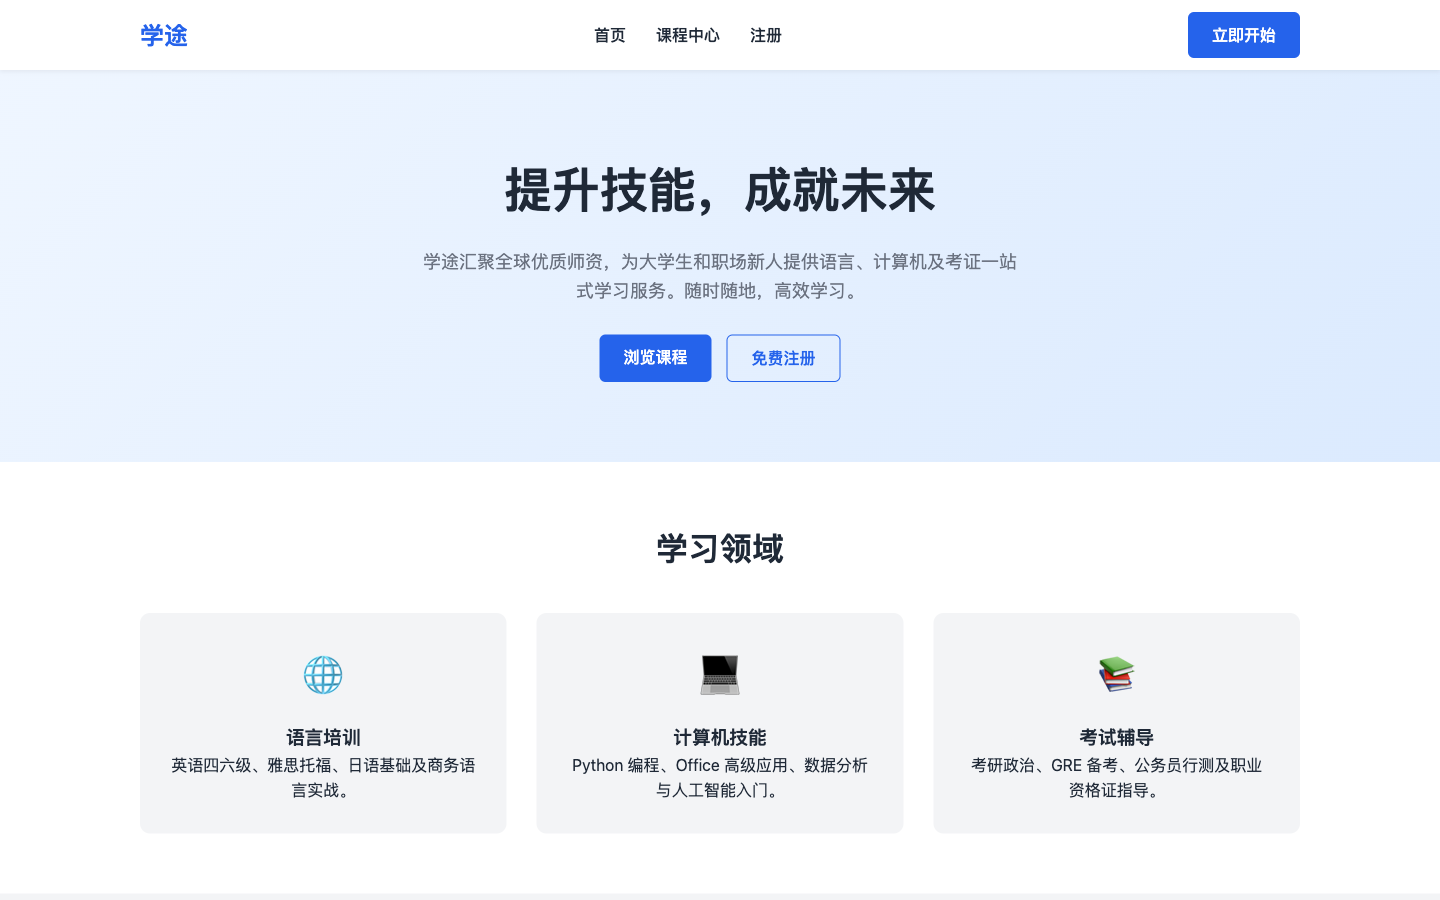 学途
首页
课程中心
注册
立即开始
提升技能，成就未来
学途汇聚全球优质师资，为大学生和职场新人提供语言、计算机及考证一站
式学习服务。随时随地，高效学习。
浏览课程
免费注册
学习领域
语言培训
英语四六级、雅思托福、日语基础及商务语
言实战。
计算机技能
Python 编程、Office 高级应用、数据分析
与人工智能入门。
考试辅导
考研政治、GRE 备考、公务员行测及职业
资格证指导。